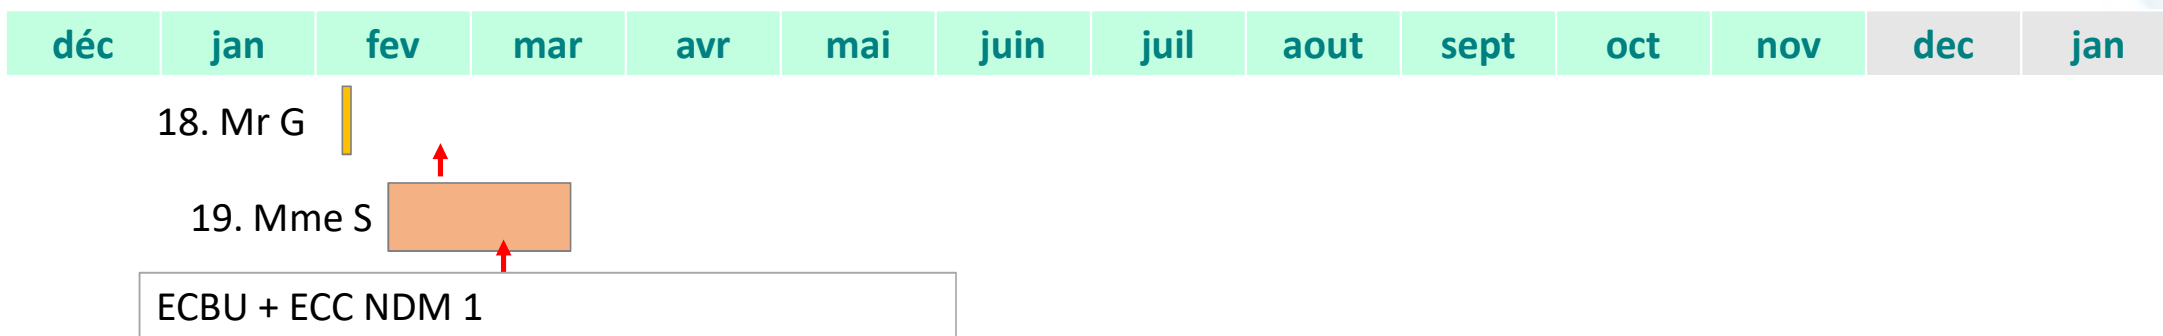 déc jan fev mar avr mai juin juil aout sept oct nov dec jan
18. Mr G
19. Mme S
ECBU + ECC NDM 1